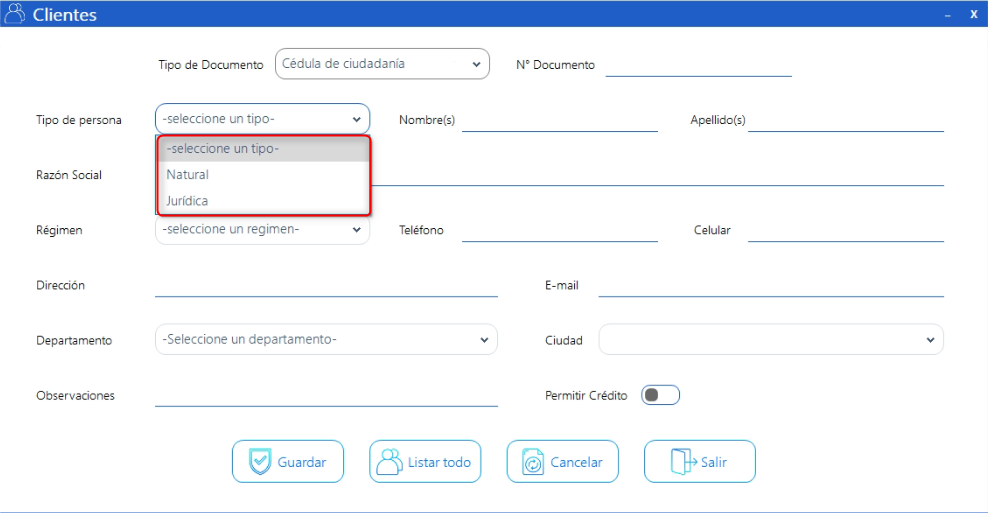 Clientes
Tipo de Documento Cédula de ciudadanía N° Documento
Tipo de persona -seleccione un tipo- Nombre(s) Apellido(s)
-seleccione un tipo-
Razón Social Natural
Jurídica
Régimen -seleccione un regimen- Teléfono Celular
Dirección E-mail
Departamento -Seleccione un departamento- Ciudad
Observaciones Permitir Crédito
Guardar Listar todo Cancelar Salir